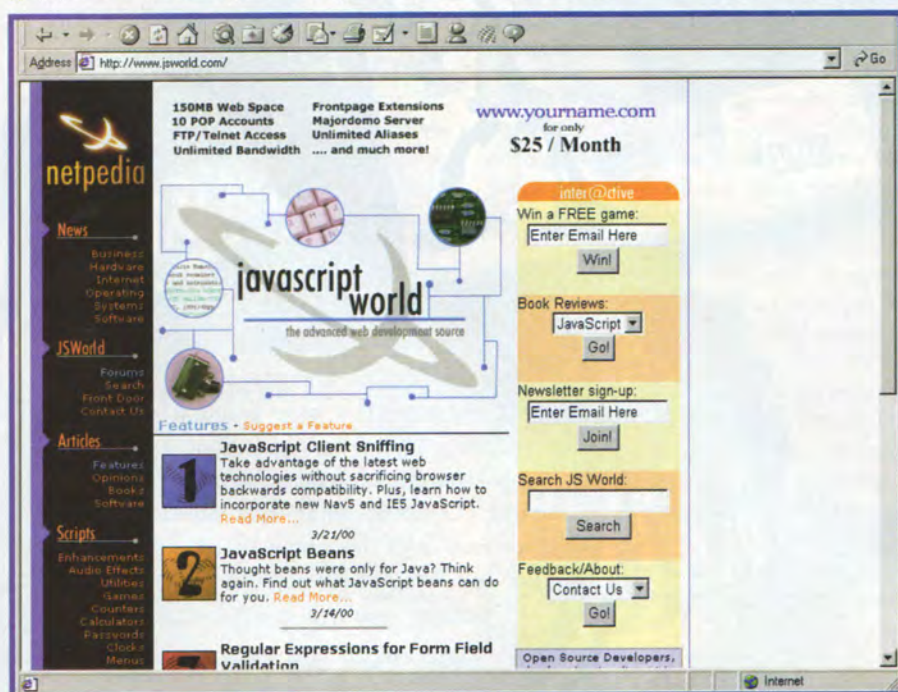 Address http://www.jsworld.com/
Go
netpedia
150MB Web Space Frontpage Extensions
10 POP Accounts Majordomo Server
FTP/Telnet Access Unlimited Aliases
Unlimited Bandwidth .... and much more!
www.yourname.com
for only
$25 / Month
News
Business
Hardware
Internet
Operating
Systems
Software
JSWorld
Forums
Search
Front Door
Contact Us
Articles
Features
Opinions
Books
Software
Scripts
Enhancements
Audio Effects
Utilities
Games
Counters
Calculators
Passwords
Clocks
Menus
javascript
world
the advanced web development source
Features • Suggest a Feature
1
JavaScript Client Sniffing
Take advantage of the latest web
technologies without sacrificing browser
backwards compatibility. Plus, learn how to
incorporate new Nav5 and IE5 JavaScript.
Read More...
3/21/00
2
JavaScript Beans
Thought beans were only for Java? Think
again. Find out what JavaScript beans can do
for you. Read More...
3/14/00
Regular Expressions for Form Field
Validation
inter@ctive
Win a FREE game:
Enter Email Here
Win!
Book Reviews:
JavaScript
Go!
Newsletter sign-up:
Enter Email Here
Join!
Search JS World:
Search
Feedback/About:
Contact Us
Go!
Open Source Developers,
Internet